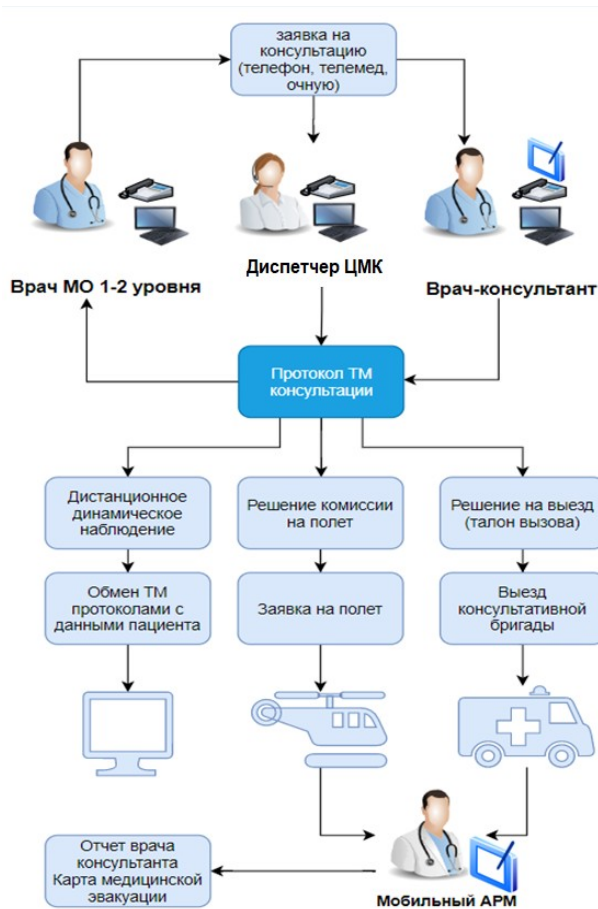 заявка на
консультацию
(телефон, телемед,
очную)
Врач МО 1-2 уровня
Диспетчер ЦМК
Врач-консультант
Протокол ТМ
консультации
Дистанционное
динамическое
наблюдение
Решение комиссии
на полет
Решение на выезд
(талон вызова)
Обмен ТМ
протоколами с
данными пациента
Заявка на полет
Выезд
консультативной
бригады
Отчет врача
консультанта
Карта медицинской
эвакуации
Мобильный АРМ